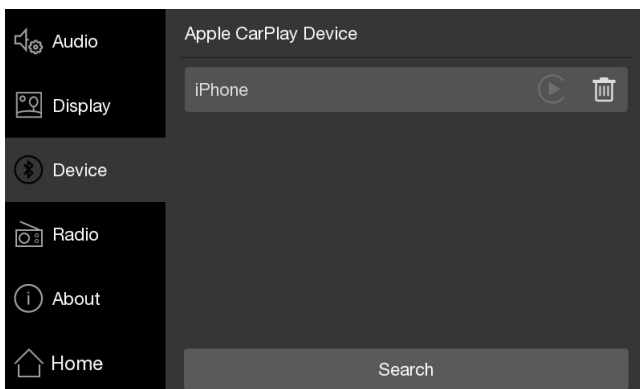 Audio
Display
Device
Radio
About
Home
Apple CarPlay Device
iPhone
Search